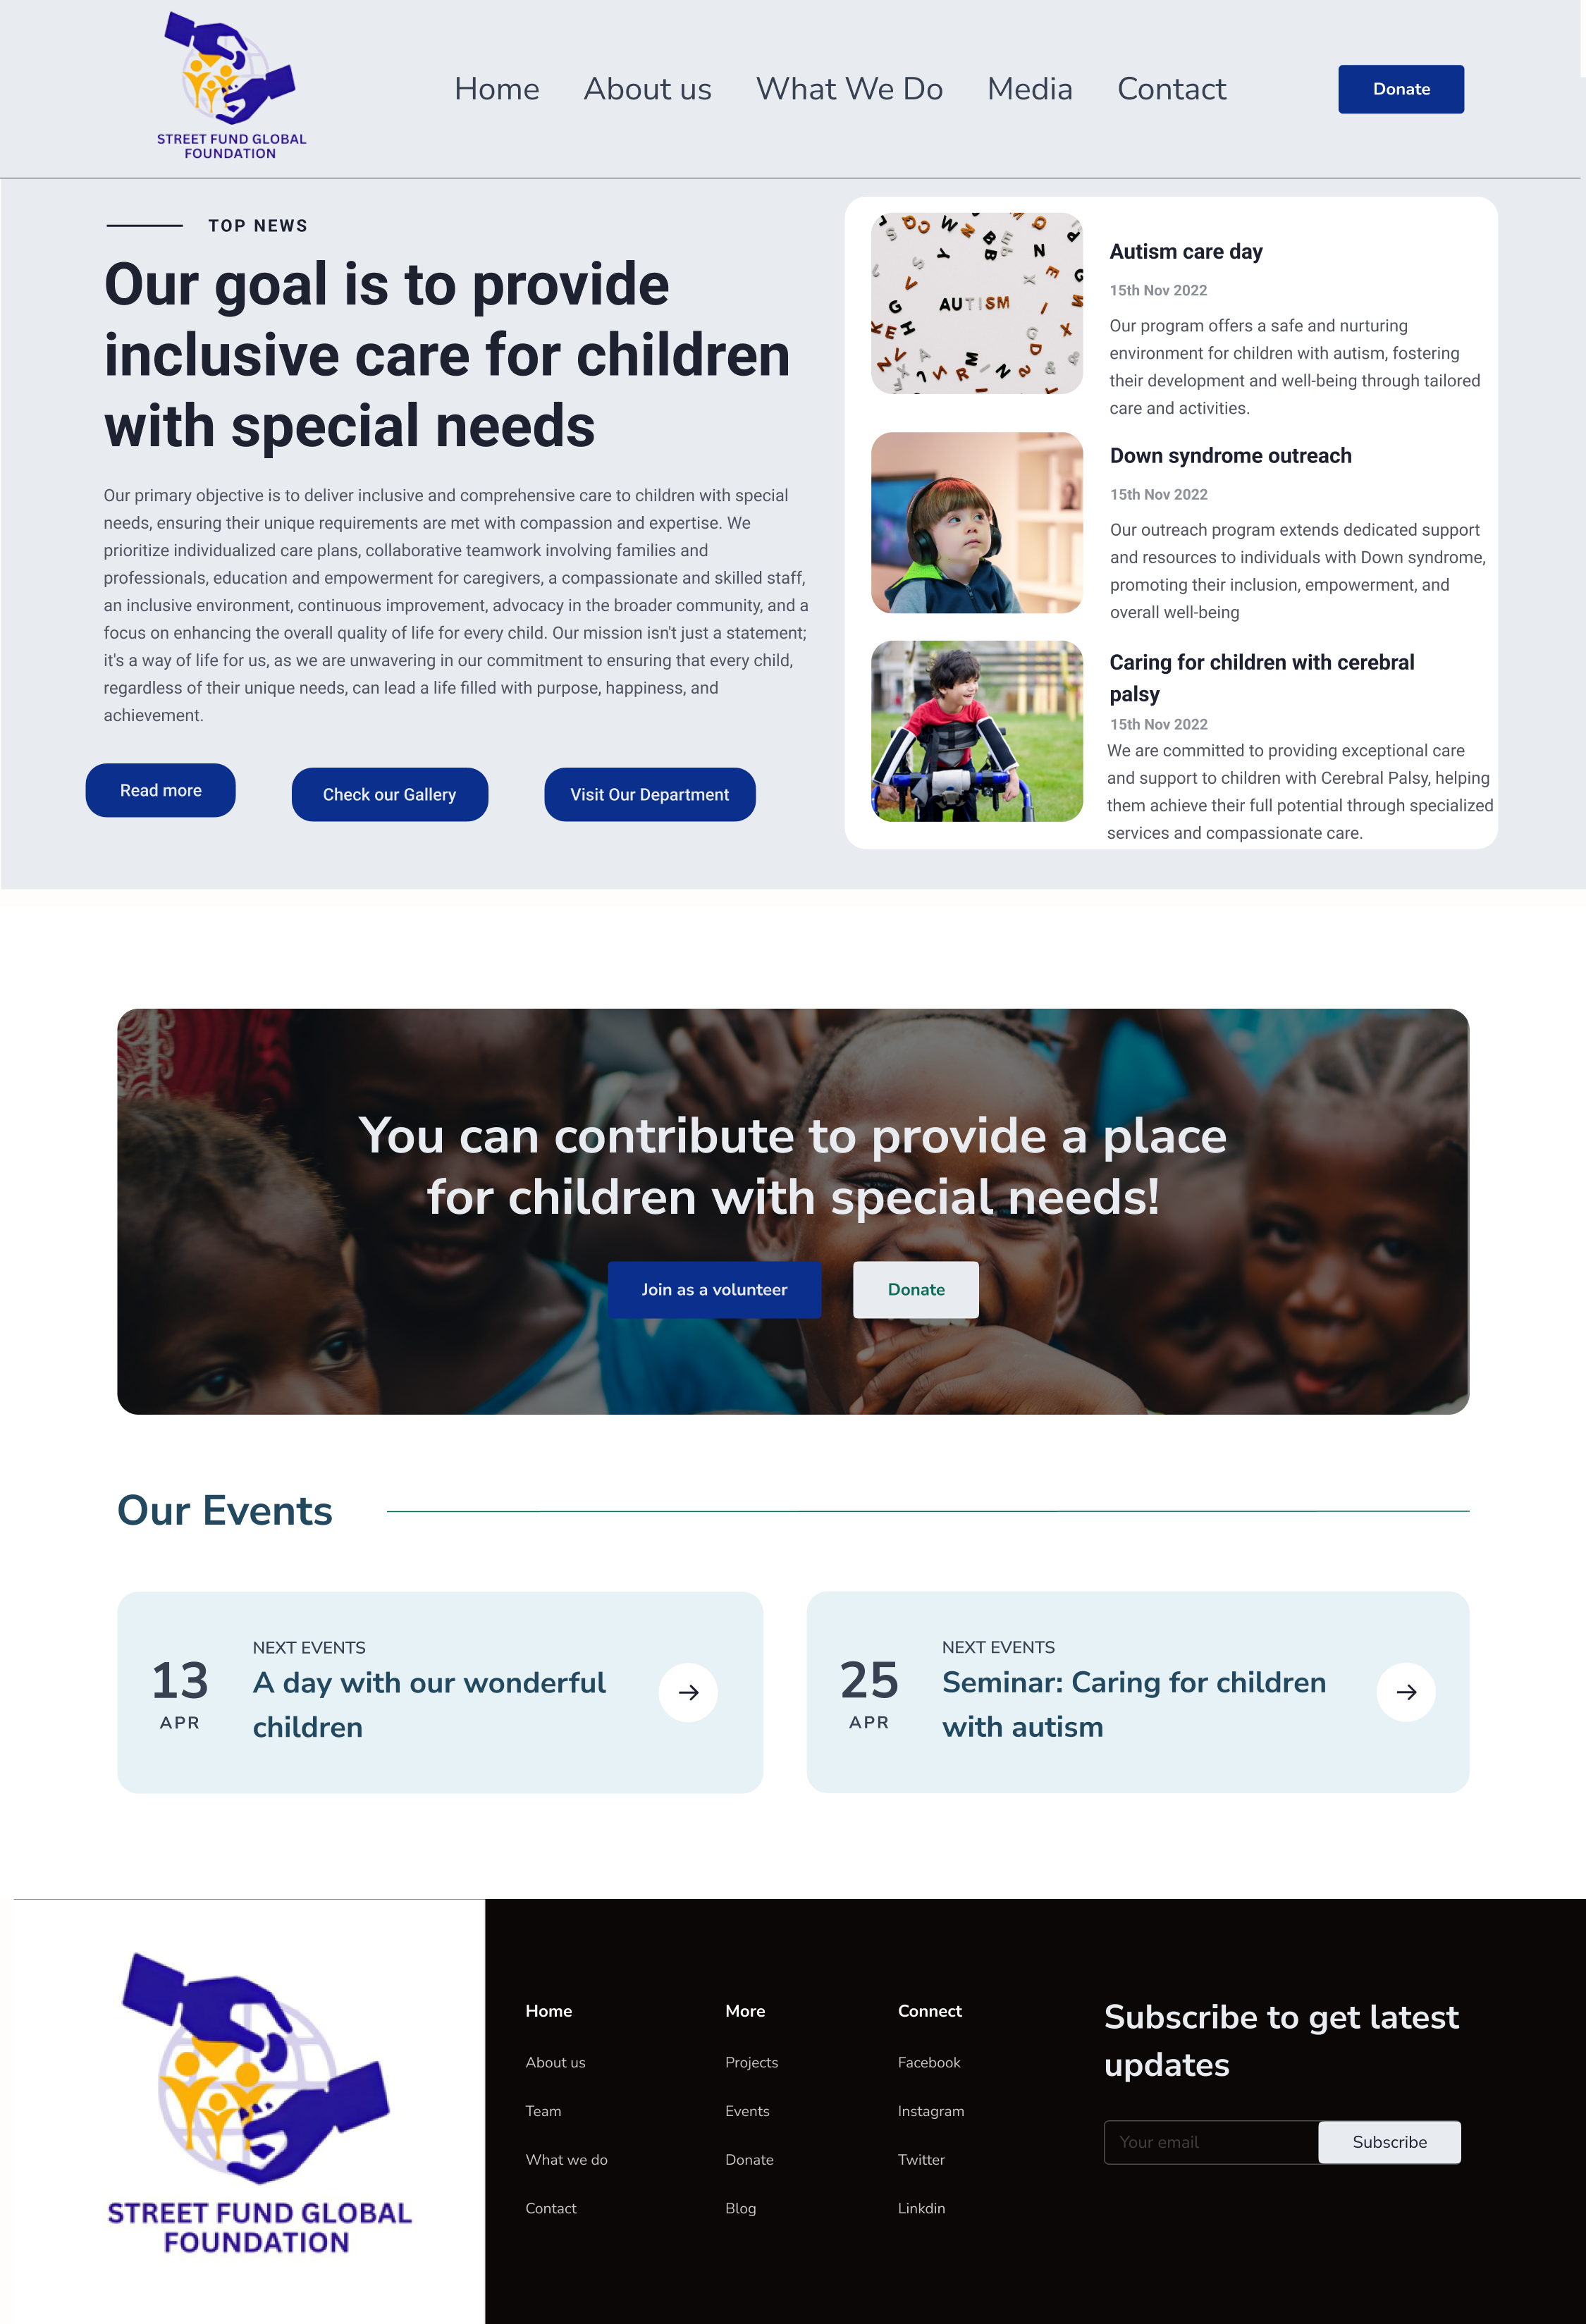 STREET FUND GLOBAL
FOUNDATION
Home About us What We Do Media Contact
Donate
TOP NEWS
Our goal is to provide
inclusive care for children
with special needs
Our primary objective is to deliver inclusive and comprehensive care to children with special
needs, ensuring their unique requirements are met with compassion and expertise. We
prioritize individualized care plans, collaborative teamwork involving families and
professionals, education and empowerment for caregivers, a compassionate and skilled staff,
an inclusive environment, continuous improvement, advocacy in the broader community, and a
focus on enhancing the overall quality of life for every child. Our mission isn't just a statement;
it's a way of life for us, as we are unwavering in our commitment to ensuring that every child,
regardless of their unique needs, can lead a life filled with purpose, happiness, and
achievement.
Read more
Check our Gallery
Visit Our Department
AUTISM
Autism care day
15th Nov 2022
Our program offers a safe and nurturing
environment for children with autism, fostering
their development and well-being through tailored
care and activities.
Down syndrome outreach
15th Nov 2022
Our outreach program extends dedicated support
and resources to individuals with Down syndrome,
promoting their inclusion, empowerment, and
overall well-being
Caring for children with cerebral
palsy
15th Nov 2022
We are committed to providing exceptional care
and support to children with Cerebral Palsy, helping
them achieve their full potential through specialized
services and compassionate care.
You can contribute to provide a place
for children with special needs!
Join as a volunteer
Donate
Our Events
13
APR
NEXT EVENTS
A day with our wonderful
children
25
APR
NEXT EVENTS
Seminar: Caring for children
with autism
STREET FUND GLOBAL
FOUNDATION
Home
About us
Team
What we do
Contact
More
Projects
Events
Donate
Blog
Connect
Facebook
Instagram
Twitter
Linkdin
Subscribe to get latest
updates
Your email
Subscribe